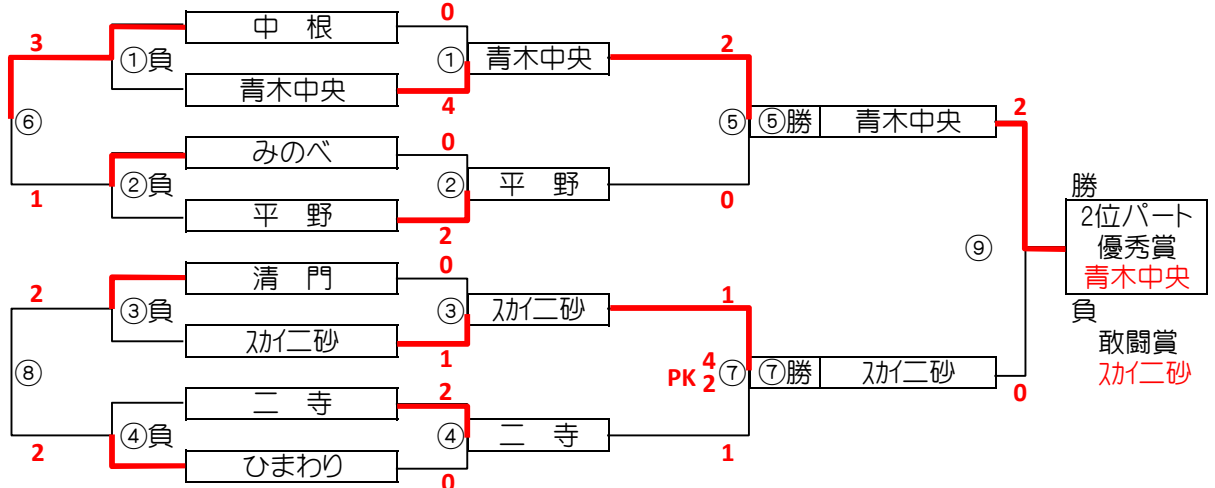 0
中 根
3
2
①負
①
青木中央
青木中央
4
⑥
⑤
⑤勝
青木中央
2
みのべ
0
②負
②
平 野
1
平 野
0
2
勝
2位パート
優秀賞
青木中央
⑨
清 門
0
2
③負
③
スカイ二砂
1
負
スカイ二砂
敢闘賞
1
⑧
PK
4
2
⑦
⑦勝
スカイ二砂
スカイ二砂
0
二 寺
2
④負
④
二 寺
2
1
ひまわり
0